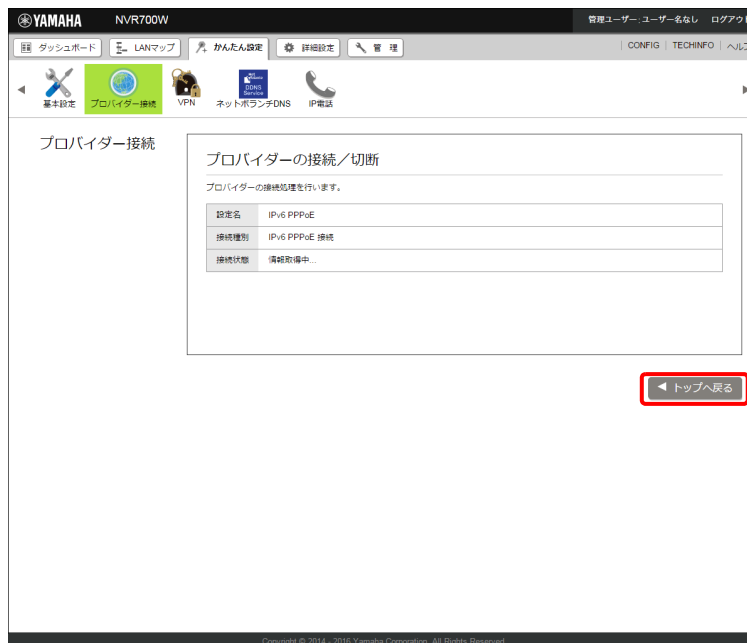 YAMAHA NVR700W 管理ユーザー: ユーザー名なし ログアウ
ダッシュボード LANマップ かんたん設定 詳細設定 管理 CONFIG TECHINFO ヘル
基本設定 プロバイダー接続 VPN DDNS Service ネットボランチDNS IP電話
プロバイダー接続
プロバイダーの接続／切断
プロバイダーの接続処理を行います。
設定名 IPv6 PPPoE
接続種別 IPv6 PPPoE 接続
接続状態 情報取得中...
トップへ戻る
Copyright © 2014 - 2016 Yamaha Corporation. All Rights Reserved.